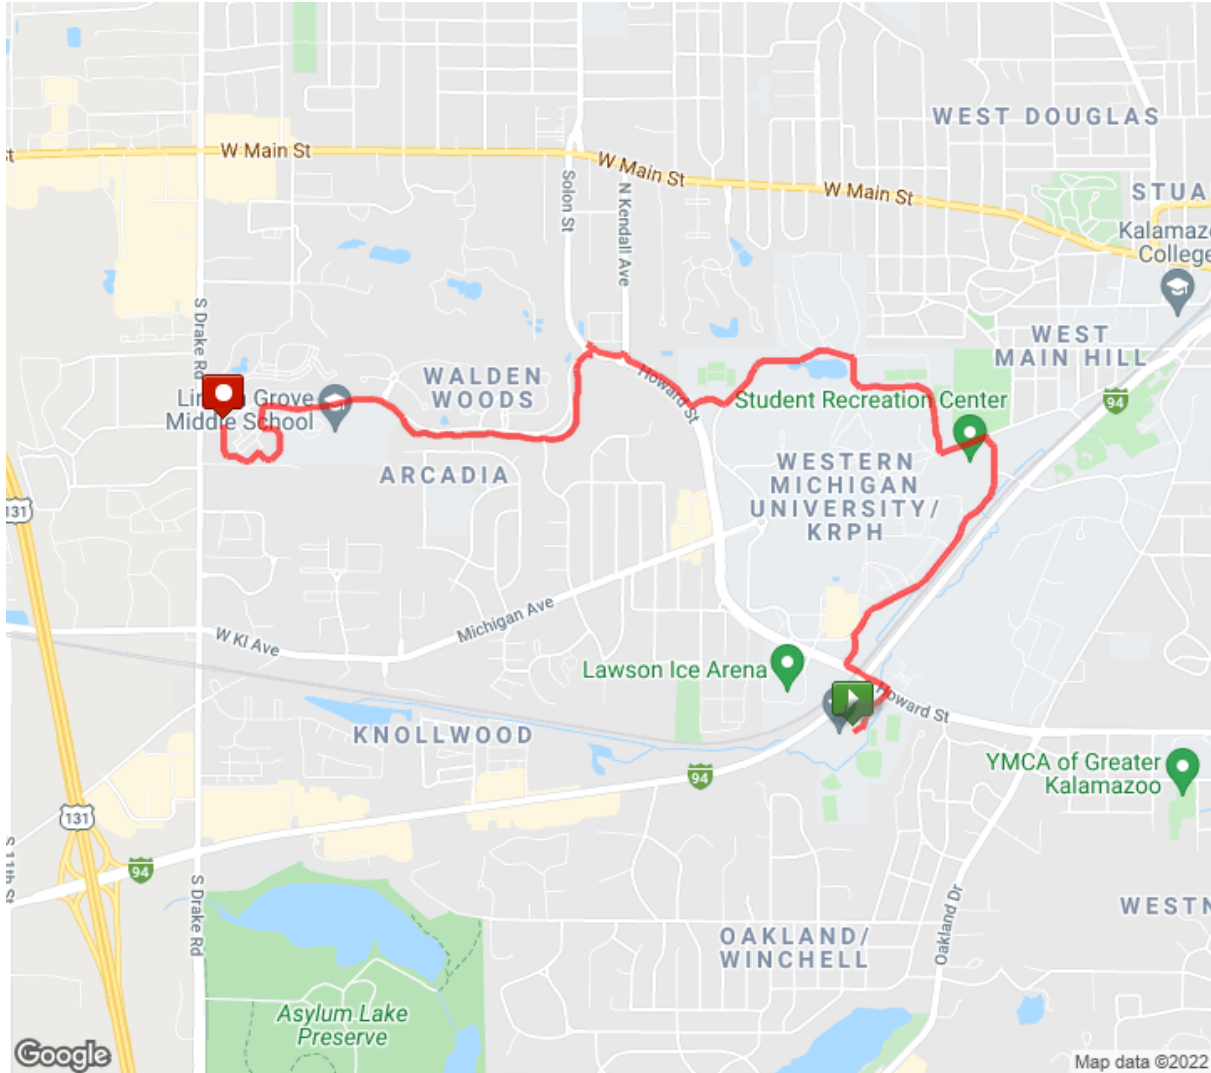 WEST DOUGLAS
W Main St
W Main St
W Main St
STUA
Kalamazo
College
Solon St
N Kendall Ave
S Drake Rd
WEST
MAIN HILL
WALDEN
WOODS
Howard St
94
Student Recreation Center
Grove
Middle School
ARCADIA
WESTERN
MICHIGAN
UNIVERSITY/
KRPH
131
Michigan Ave
W Kl Ave
Lawson Ice Arena
Howard St
KNOLLWOOD
94
YMCA of Greater
Kalamazoo
131
94
S Drake Rd
WESTN
OAKLAND/
WINCHELL
Oakland Dr
Asylum Lake
Preserve
Google
Map data ©2022